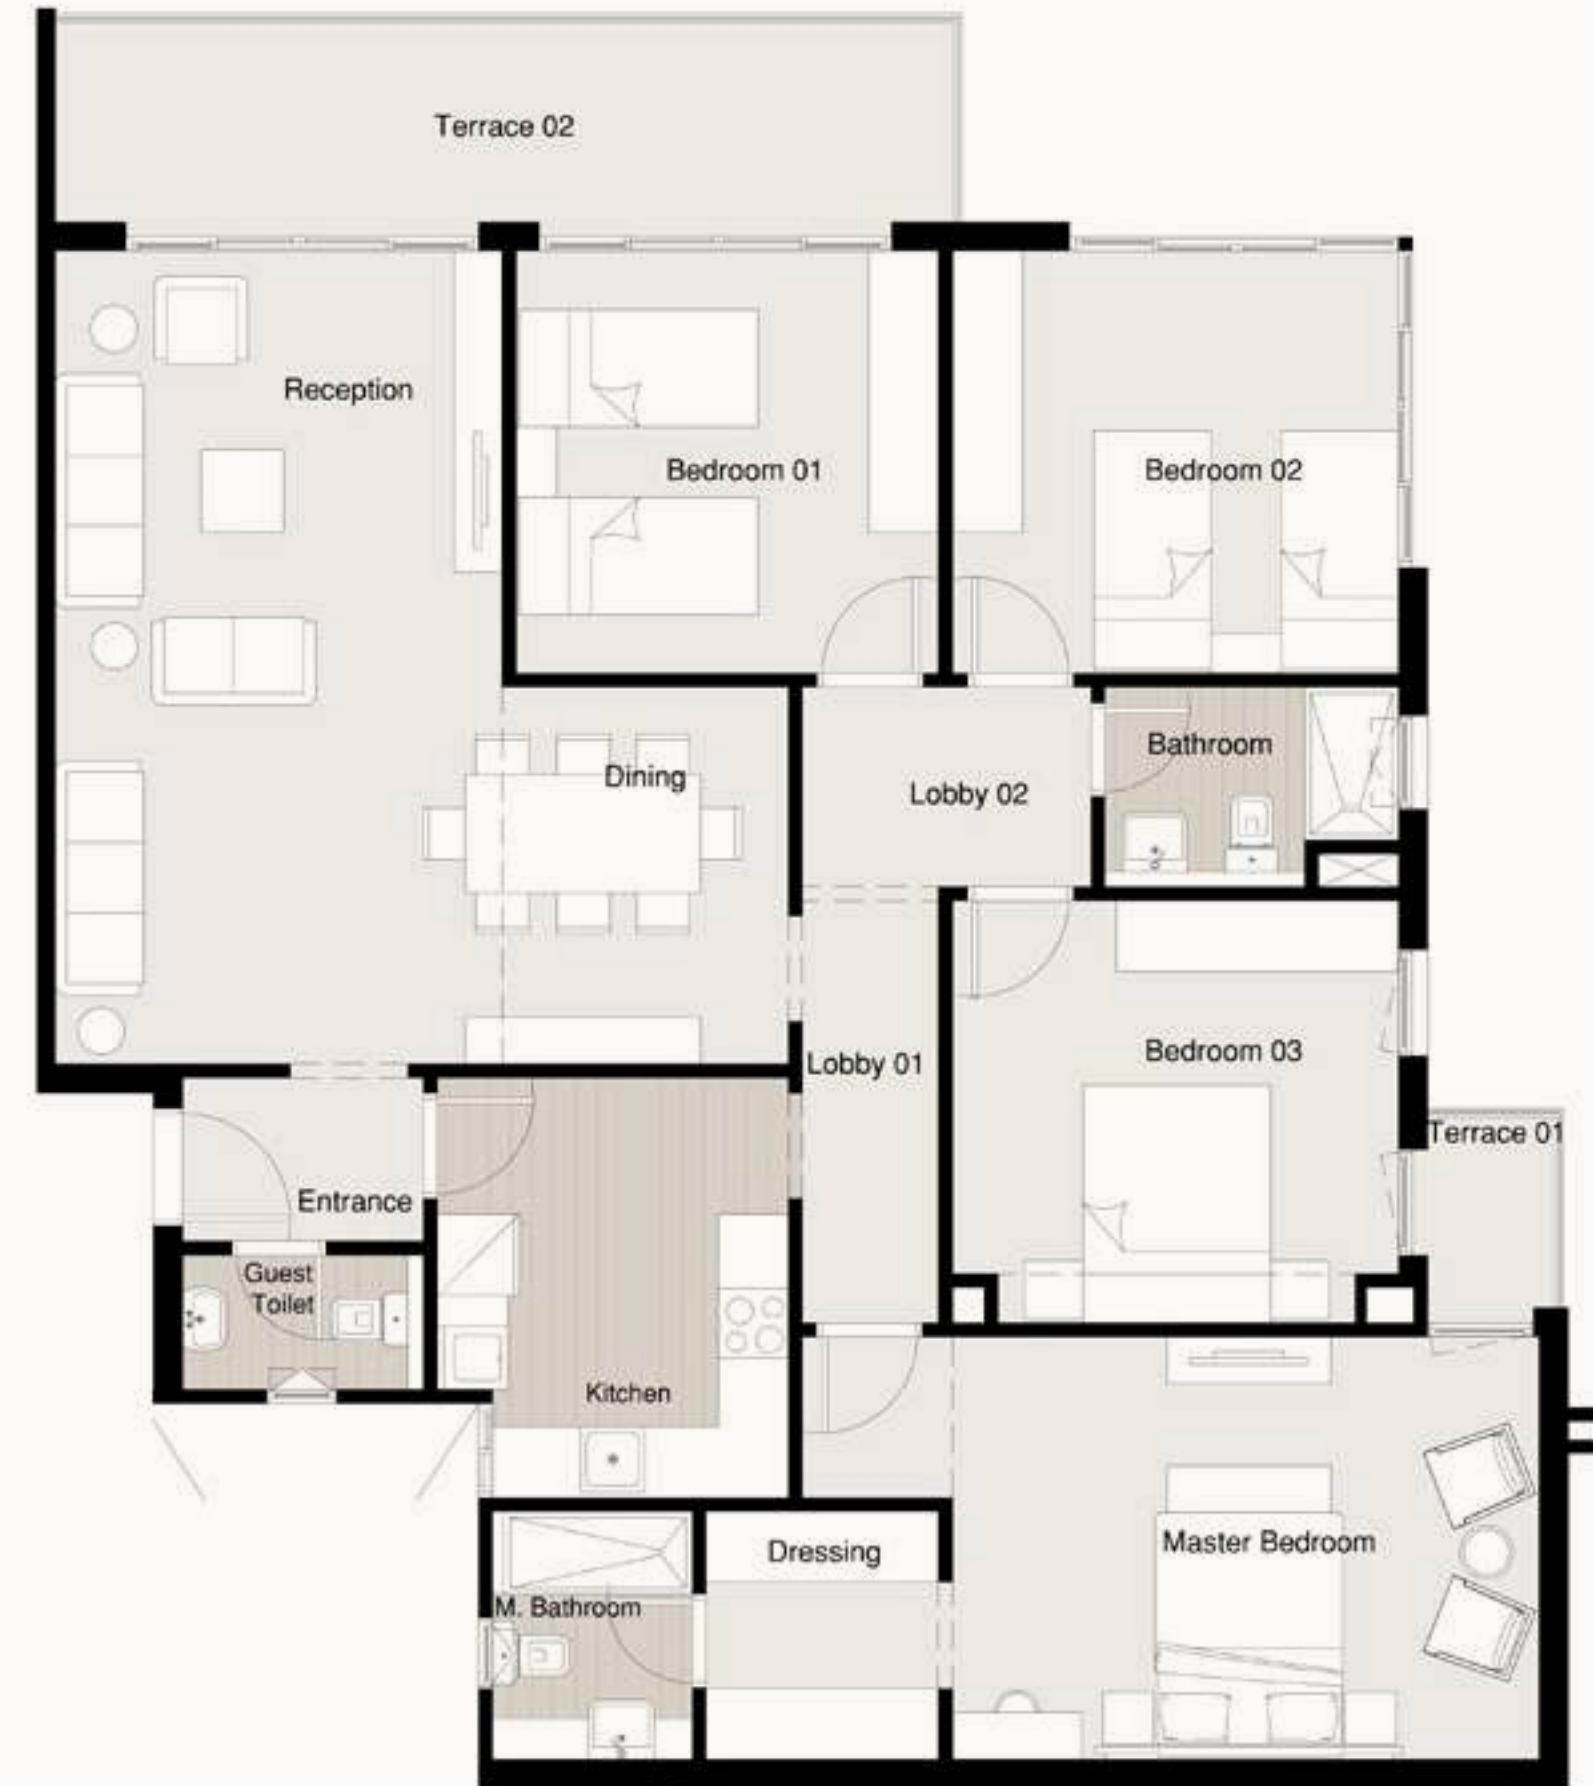 Terrace 02
Reception
Bedroom 01
Bedroom 02
Dining
Bathroom
Lobby 02
Lobby 01
Bedroom 03
Terrace 01
Entrance
Guest
Toilet
Kitchen
Master Bedroom
Dressing
M. Bathroom